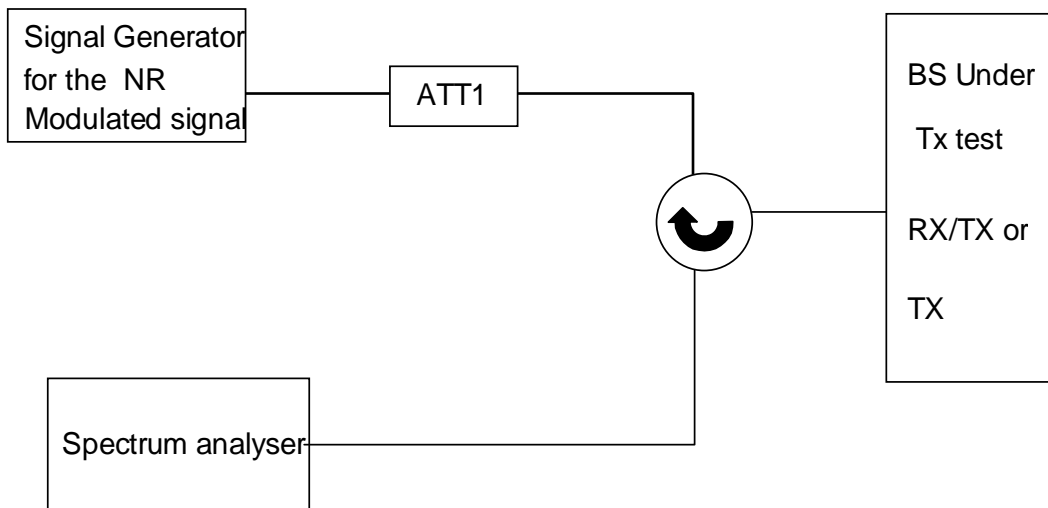 Signal Generator
for the NR
Modulated signal
ATT1
BS Under
Tx test
RX/TX or
TX
Spectrum analyser